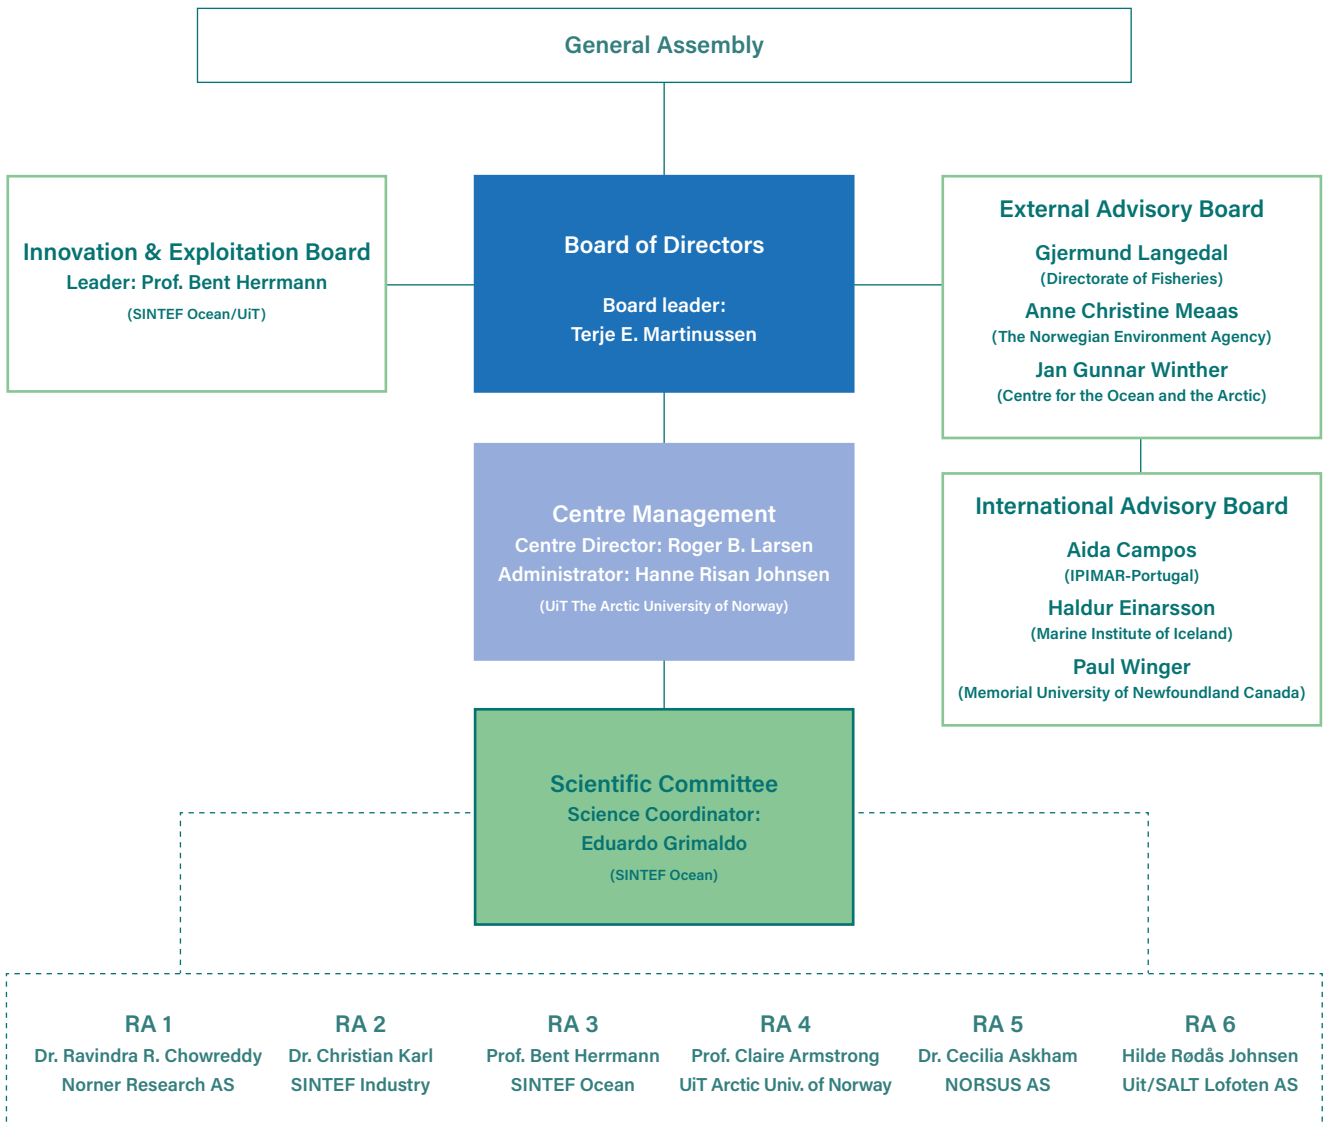 General Assembly
Innovation & Exploitation Board
Leader: Prof. Bent Herrmann
(SINTEF Ocean/UiT)
Board of Directors
Board leader:
Terje E. Martinussen
External Advisory Board
Gjermund Langedal
(Directorate of Fisheries)
Anne Christine Meaas
(The Norwegian Environment Agency)
Jan Gunnar Winther
(Centre for the Ocean and the Arctic)
Centre Management
Centre Director: Roger B. Larsen
Administrator: Hanne Risan Johnsen
(UiT The Arctic University of Norway)
International Advisory Board
Aida Campos
(IPIMAR-Portugal)
Haldur Einarsson
(Marine Institute of Iceland)
Paul Winger
(Memorial University of Newfoundland Canada)
Scientific Committee
Science Coordinator:
Eduardo Grimaldo
(SINTEF Ocean)
RA 1
Dr. Ravindra R. Chowreddy
Norner Research AS
RA 2
Dr. Christian Karl
SINTEF Industry
RA 3
Prof. Bent Herrmann
SINTEF Ocean
RA 4
Prof. Claire Armstrong
UiT Arctic Univ. of Norway
RA 5
Dr. Cecilia Askham
NORSUS AS
RA 6
Hilde Rødås Johnsen
Uit/SALT Lofoten AS